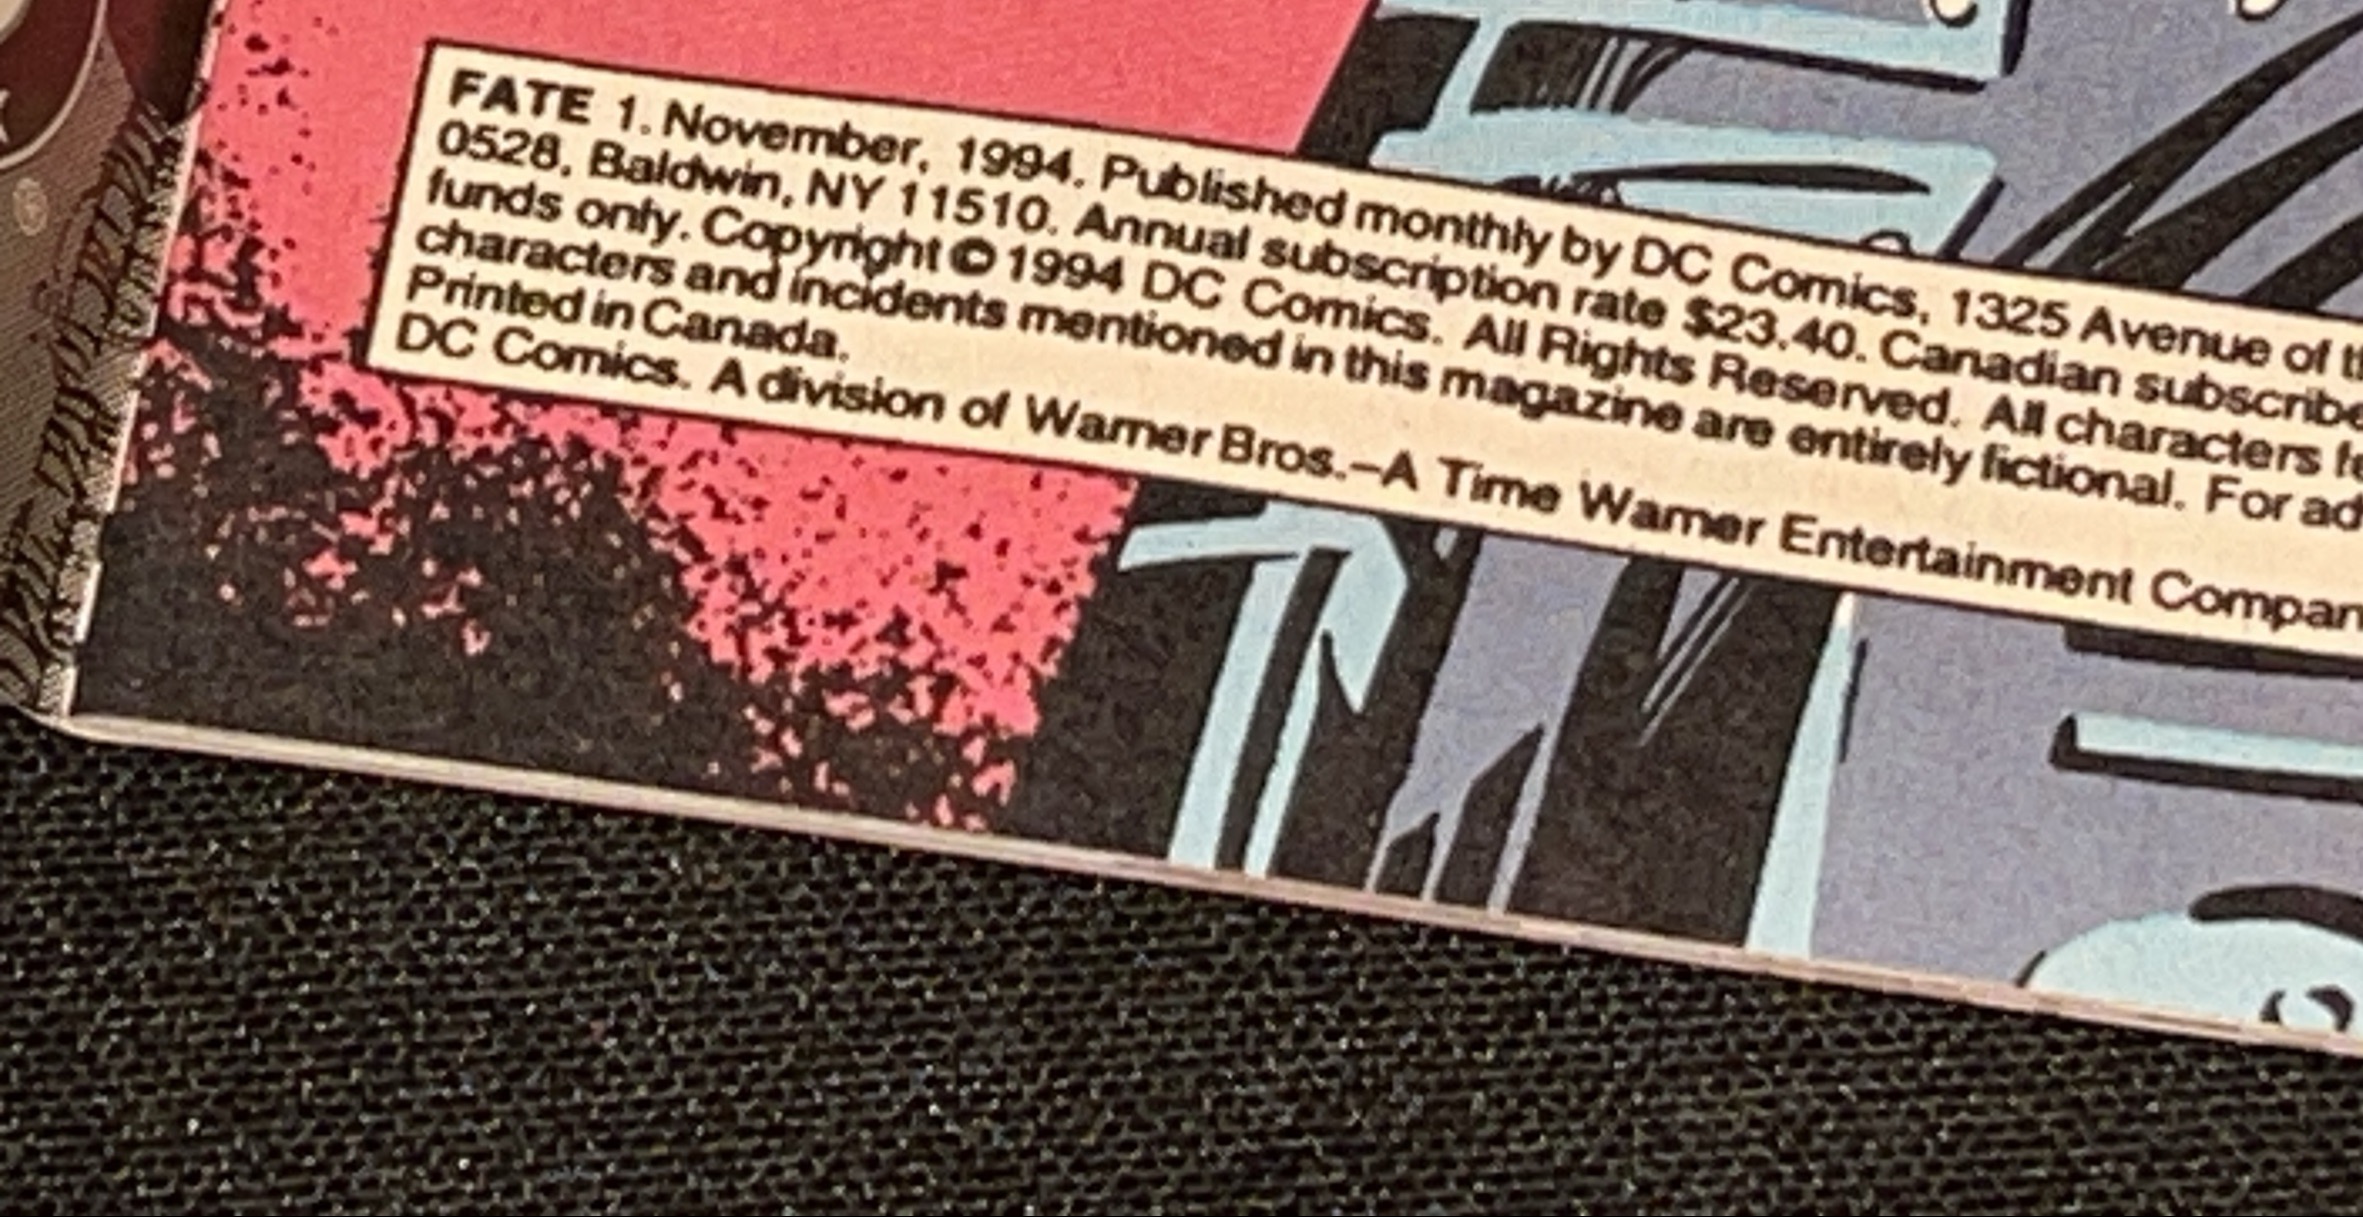 FATE 1. November, 1994. Published monthly by DC Comics, 1325 Avenue of
0528, Baldwin, NY 11510. Annual subscription rate $23.40. Canadian
funds only. Copyright © 1994 DC Comics. All Rights Reserved. All characters
characters and incidents mentioned in this magazine are entirely fictional. For
Printed in Canada.
DC Comics. A division of Warner Bros.–A Time Warner Entertainment